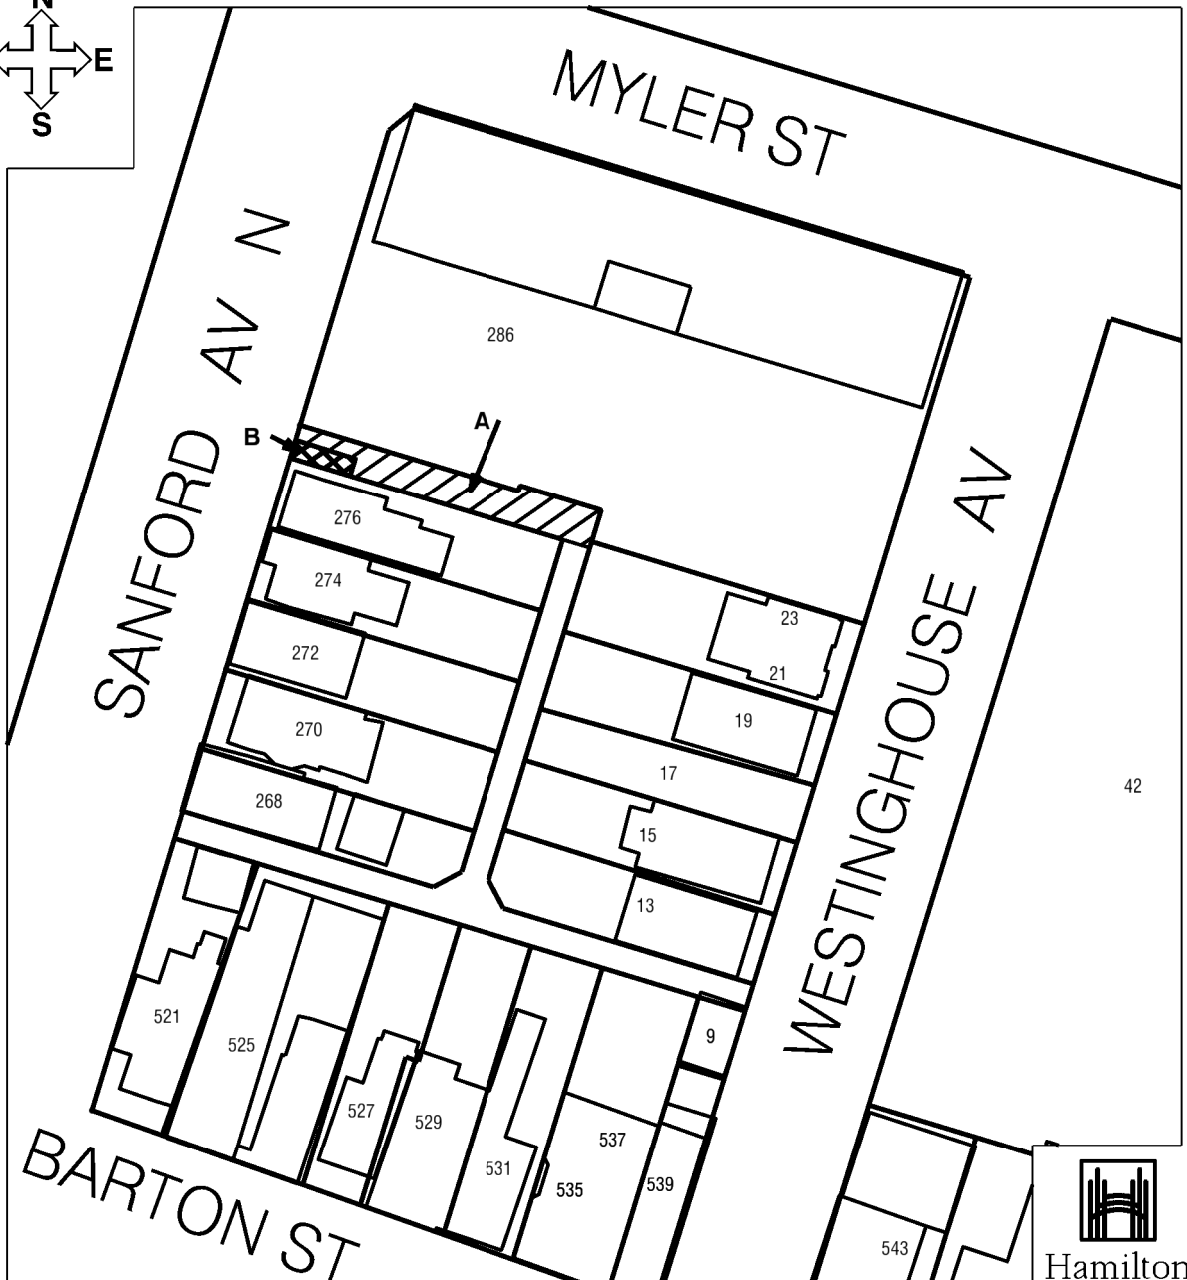 N
E
S
MYLER ST
SANFORD AV N
WESTINGHOUSE AV
BARTON ST
286
A
B
276
274
272
270
268
23
21
19
17
15
13
42
9
521
525
527
529
531
535
537
539
543
Hamilton